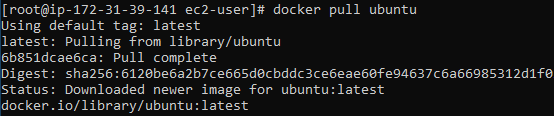 [root@ip-172-31-39-141 ec2-user]# docker pull ubuntu
Using default tag: latest
latest: Pulling from library/ubuntu
6b851dcae6ca: Pull complete
Digest: sha256:6120be6a2b7ce665d0cbddc3ce6eae60fe94637c6a66985312d1f0
Status: Downloaded newer image for ubuntu:latest
docker.io/library/ubuntu:latest